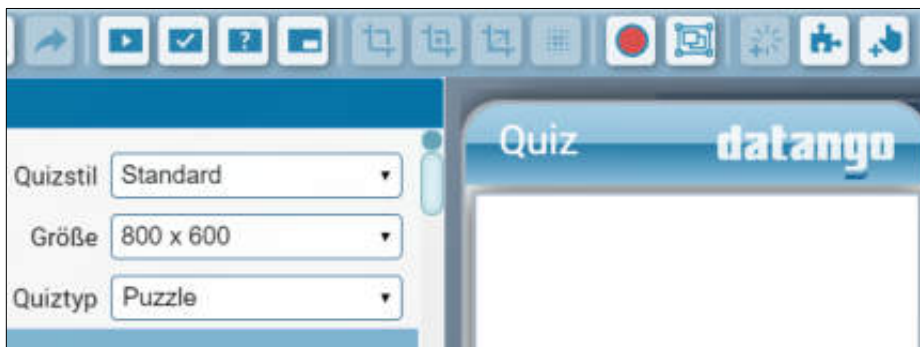 Quiz datango
Quizstil Standard
Größe 800 x 600
Quiztyp Puzzle